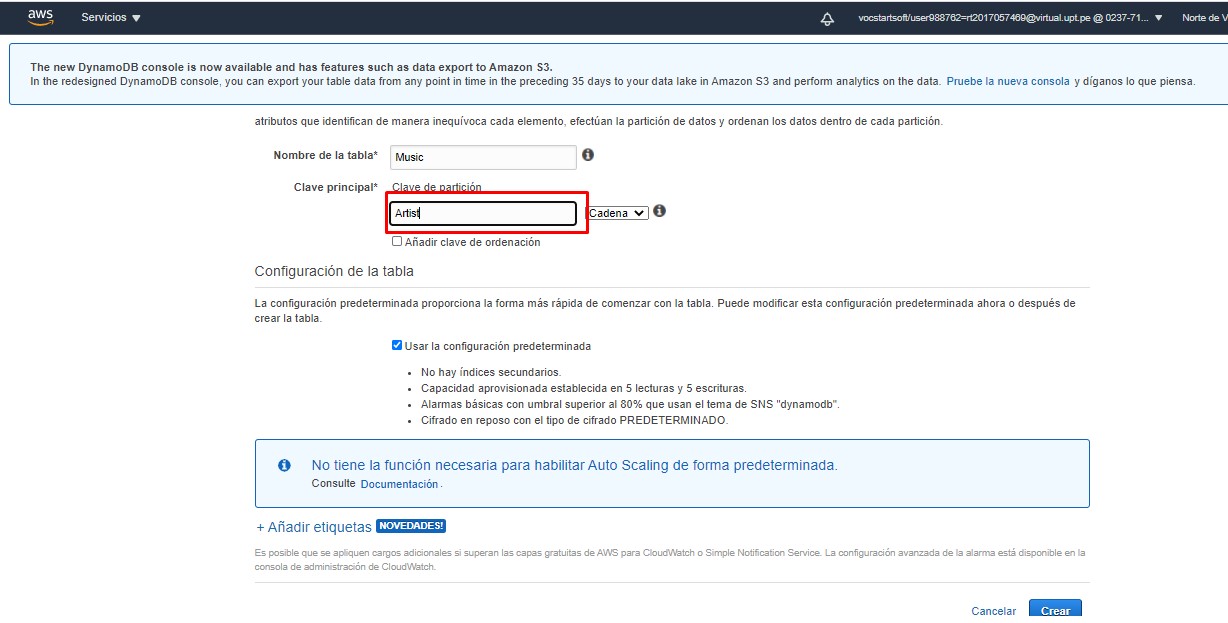 aws Servicios vocstartsoft/user988762=rt2017057469@virtual.upt.pe @ 0237-71... Norte de V
The new DynamoDB console is now available and has features such as data export to Amazon S3.
In the redesigned DynamoDB console, you can export your table data from any point in time in the preceding 35 days to your data lake in Amazon S3 and perform analytics on the data. Pruebe la nueva consola y díganos lo que piensa.
atributos que identifican de manera inequívoca cada elemento, efectúan la partición de datos y ordenan los datos dentro de cada partición.
Nombre de la tabla* Music
Clave principal* Clave de partición
Artist Cadena
Añadir clave de ordenación
Configuración de la tabla
La configuración predeterminada proporciona la forma más rápida de comenzar con la tabla. Puede modificar esta configuración predeterminada ahora o después de
crear la tabla.
Usar la configuración predeterminada
• No hay índices secundarios.
• Capacidad aprovisionada establecida en 5 lecturas y 5 escrituras.
• Alarmas básicas con umbral superior al 80% que usan el tema de SNS "dynamodb".
• Cifrado en reposo con el tipo de cifrado PREDETERMINADO.
No tiene la función necesaria para habilitar Auto Scaling de forma predeterminada.
Consulte Documentación.
+ Añadir etiquetas NOVEDADES!
Es posible que se apliquen cargos adicionales si superan las capas gratuitas de AWS para CloudWatch o Simple Notification Service. La configuración avanzada de la alarma está disponible en la
consola de administración de CloudWatch.
Cancelar Crear